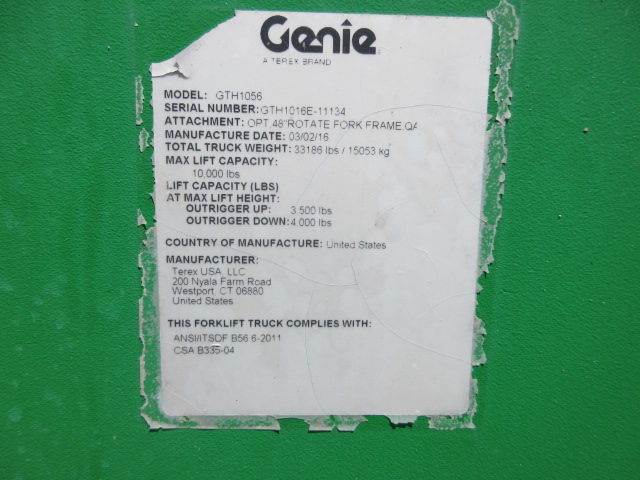 Genie
A TEREX BRAND
MODEL: GTH1056
SERIAL NUMBER: GTH1016E-11134
ATTACHMENT: OPT,48"ROTATE FORK FRAME,QA
MANUFACTURE DATE: 03/02/16
TOTAL TRUCK WEIGHT: 33186 lbs / 15053 kg
MAX LIFT CAPACITY:
10,000 lbs
LIFT CAPACITY (LBS)
AT MAX LIFT HEIGHT:
OUTRIGGER UP: 3,500 lbs
OUTRIGGER DOWN: 4,000 lbs
COUNTRY OF MANUFACTURE: United States
MANUFACTURER:
Terex USA, LLC
200 Nyala Farm Road
Westport, CT 06880
United States
THIS FORKLIFT TRUCK COMPLIES WITH:
ANSI/ITSDF B56.6-2011
CSA B335-04